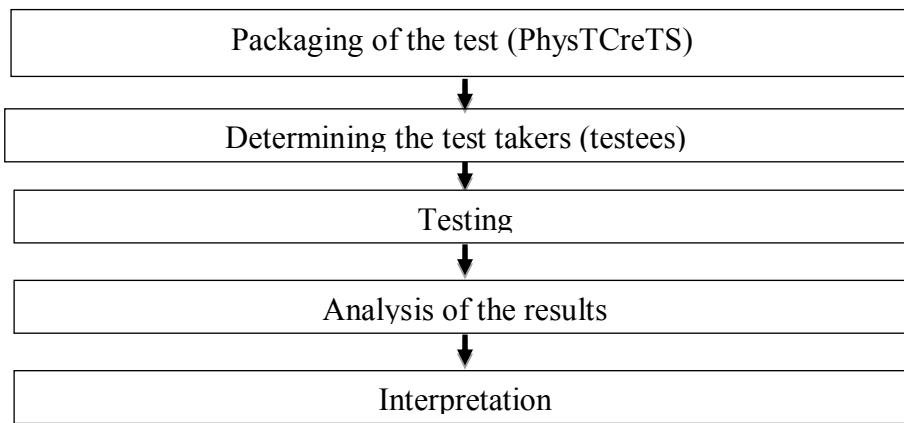 Packaging of the test (PhysTCreTS)
Determining the test takers (testees)
Testing
Analysis of the results
Interpretation